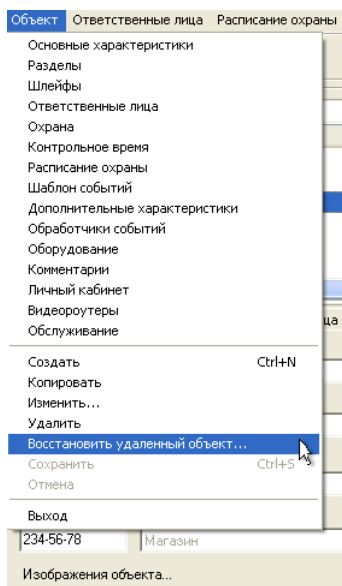 Объект Ответственные лица Расписание охраны
Основные характеристики
Разделы
Шлейфы
Ответственные лица
Охрана
Контрольное время
Расписание охраны
Шаблон событий
Дополнительные характеристики
Обработчики событий
Оборудование
Комментарии
Личный кабинет
Видеороутеры
ца
Обслуживание
Создать Ctrl+N
Копировать
Изменить...
Удалить
Восстановить удаленный объект...
Сохранить Ctrl+S
Отмена
Выход
234-56-78 Магазин
Изображения объекта...